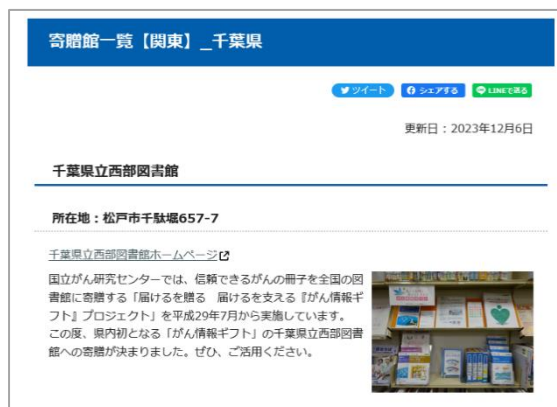 寄贈館一覧【関東】_千葉県
ツイート シェアする LINEで送る
更新日：2023年12月6日
千葉県立西部図書館
所在地：松戸市千駄堀657-7
千葉県立西部図書館ホームページ
国立がん研究センターでは、信頼できるがんの冊子を全国の図
書館に寄贈する「届けるを贈る　届けるを支える『がん情報ギ
フト』プロジェクト」を平成29年7月から実施しています。
この度、県内初となる「がん情報ギフト」の千葉県立西部図書
館への寄贈が決まりました。ぜひ、ご活用ください。